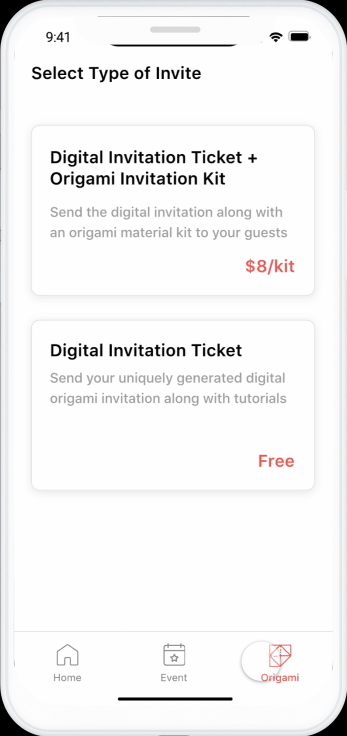 9:41
Select Type of Invite
Digital Invitation Ticket +
Origami Invitation Kit
Send the digital invitation along with
an origami material kit to your guests
$8/kit
Digital Invitation Ticket
Send your uniquely generated digital
origami invitation along with tutorials
Free
Home
Event
Origami